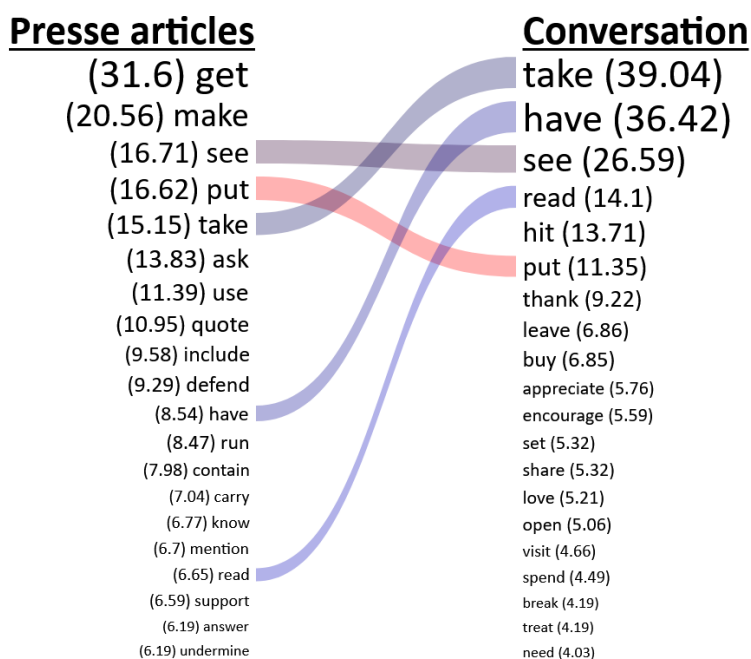 Presse articles
(31.6) get
(20.56) make
(16.71) see
(16.62) put
(15.15) take
(13.83) ask
(11.39) use
(10.95) quote
(9.58) include
(9.29) defend
(8.54) have
(8.47) run
(7.98) contain
(7.04) carry
(6.77) know
(6.7) mention
(6.65) read
(6.59) support
(6.19) answer
(6.19) undermine
Conversation
take (39.04)
have (36.42)
see (26.59)
read (14.1)
hit (13.71)
put (11.35)
thank (9.22)
leave (6.86)
buy (6.85)
appreciate (5.76)
encourage (5.59)
set (5.32)
share (5.32)
love (5.21)
open (5.06)
visit (4.66)
spend (4.49)
break (4.19)
treat (4.19)
need (4.03)